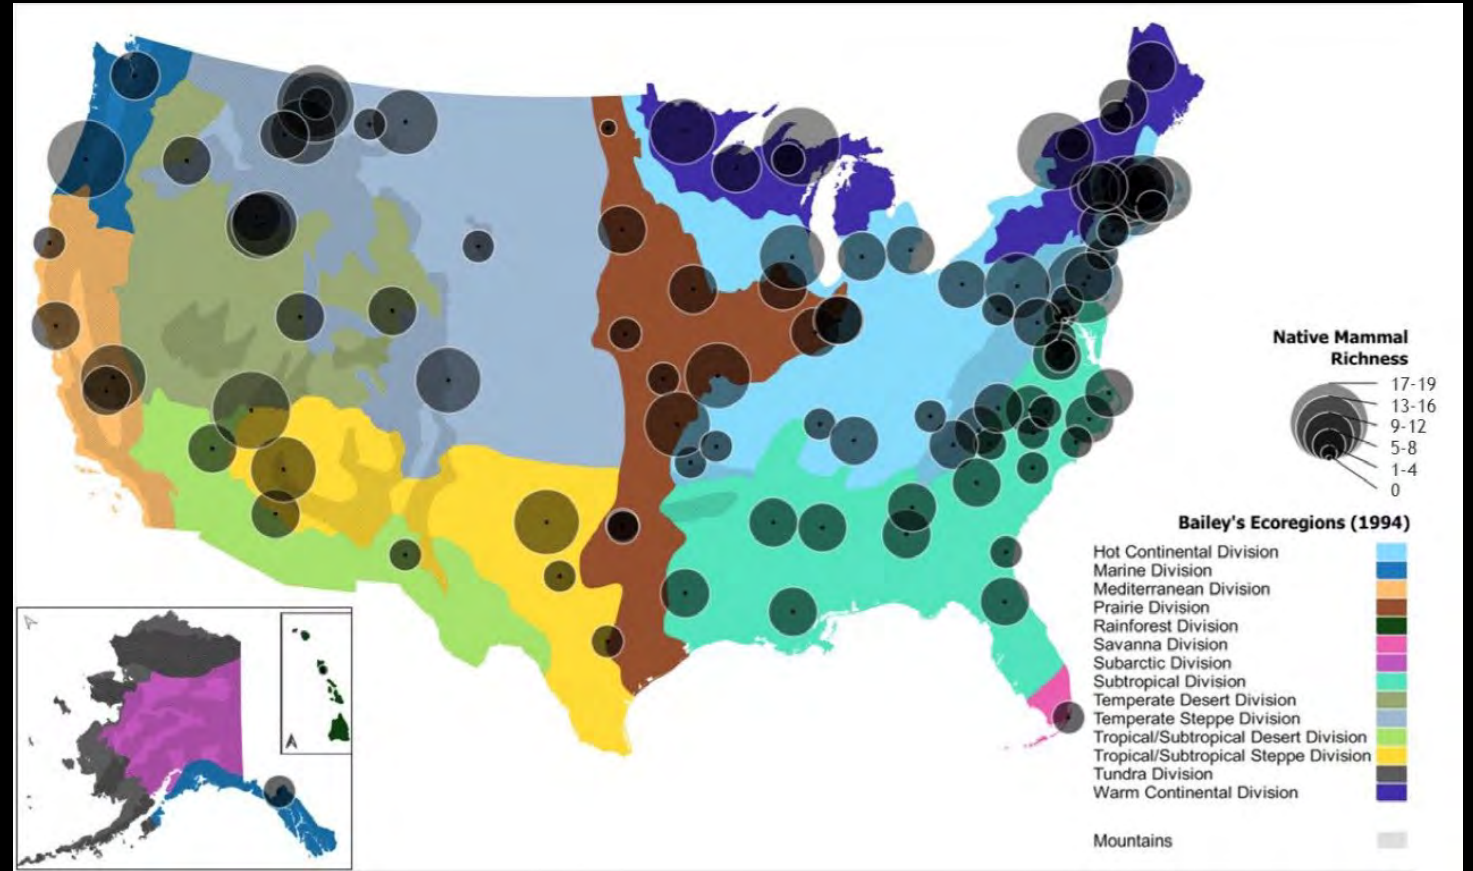 Native Mammal
Richness
17-19
13-16
9-12
5-8
1-4
0
Bailey's Ecoregions (1994)
Hot Continental Division
Marine Division
Mediterranean Division
Prairie Division
Rainforest Division
Savanna Division
Subarctic Division
Subtropical Division
Temperate Desert Division
Temperate Steppe Division
Tropical/Subtropical Desert Division
Tropical/Subtropical Steppe Division
Tundra Division
Warm Continental Division
Mountains